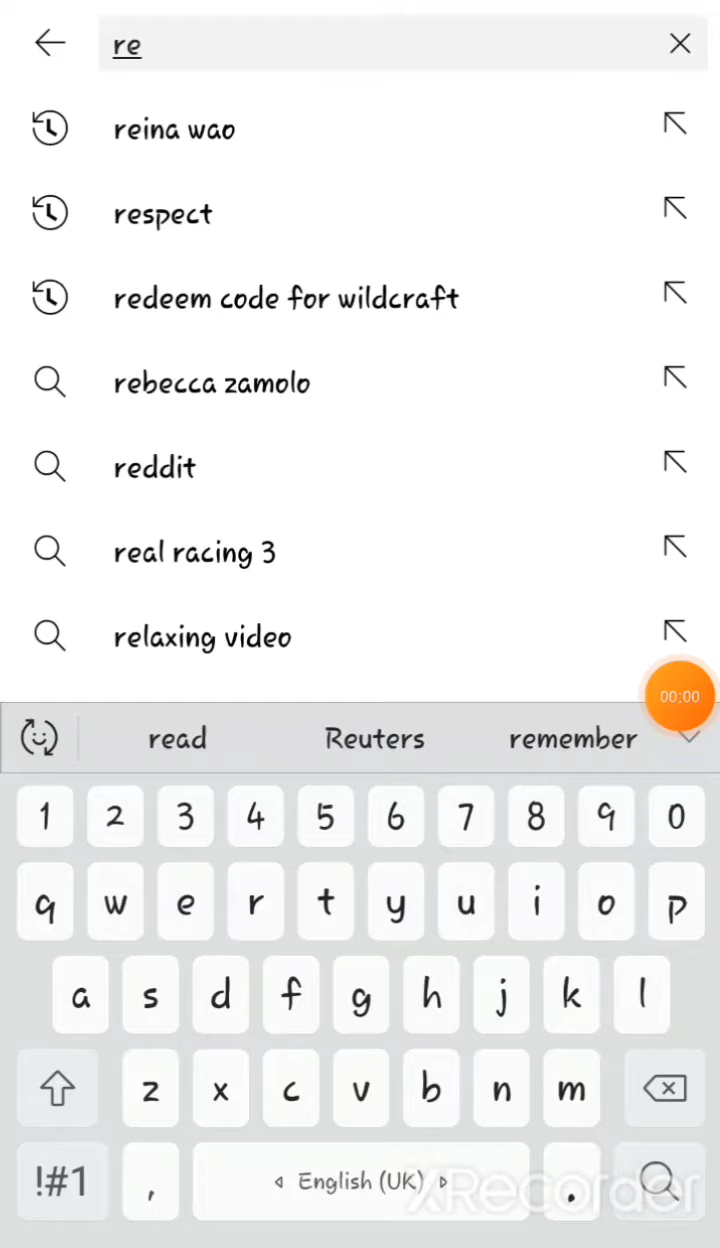 re
reina wao
respect
redeem code for wildcraft
rebecca zamolo
reddit
real racing 3
relaxing video
00:00
read Reuters remember
1 2 3 4 5 6 7 8 9 0
q w e r t y u i o p
a s d f g h j k l
z x c v b n m
!#1 , English (UK) .
XRecorder